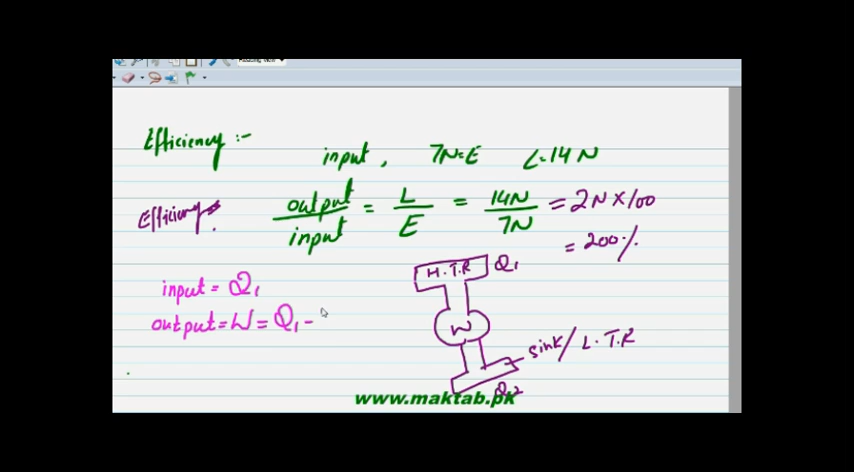 Efficiency :-
input , 7N=E L=14N
Efficiency. output/input = L/E = 14N/7N = 2N×100
= 200%
H.T.R Q₁
input = Q₁
output = W = Q₁ -
W
sink/ L.T.R
Q₂
www.maktab.pk